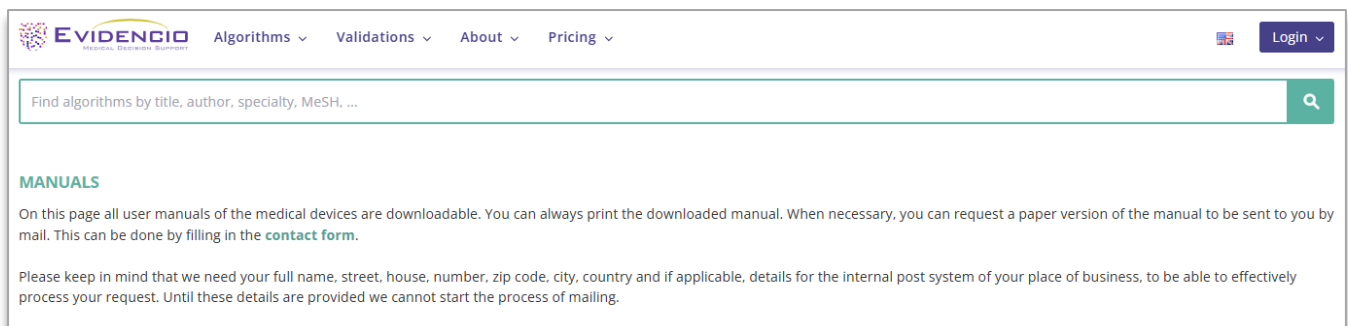 EVIDENCIO
MEDICAL DECISION SUPPORT
Algorithms
Validations
About
Pricing
Login
Find algorithms by title, author, specialty, MeSH, ...
MANUALS
On this page all user manuals of the medical devices are downloadable. You can always print the downloaded manual. When necessary, you can request a paper version of the manual to be sent to you by
mail. This can be done by filling in the contact form.
Please keep in mind that we need your full name, street, house, number, zip code, city, country and if applicable, details for the internal post system of your place of business, to be able to effectively
process your request. Until these details are provided we cannot start the process of mailing.